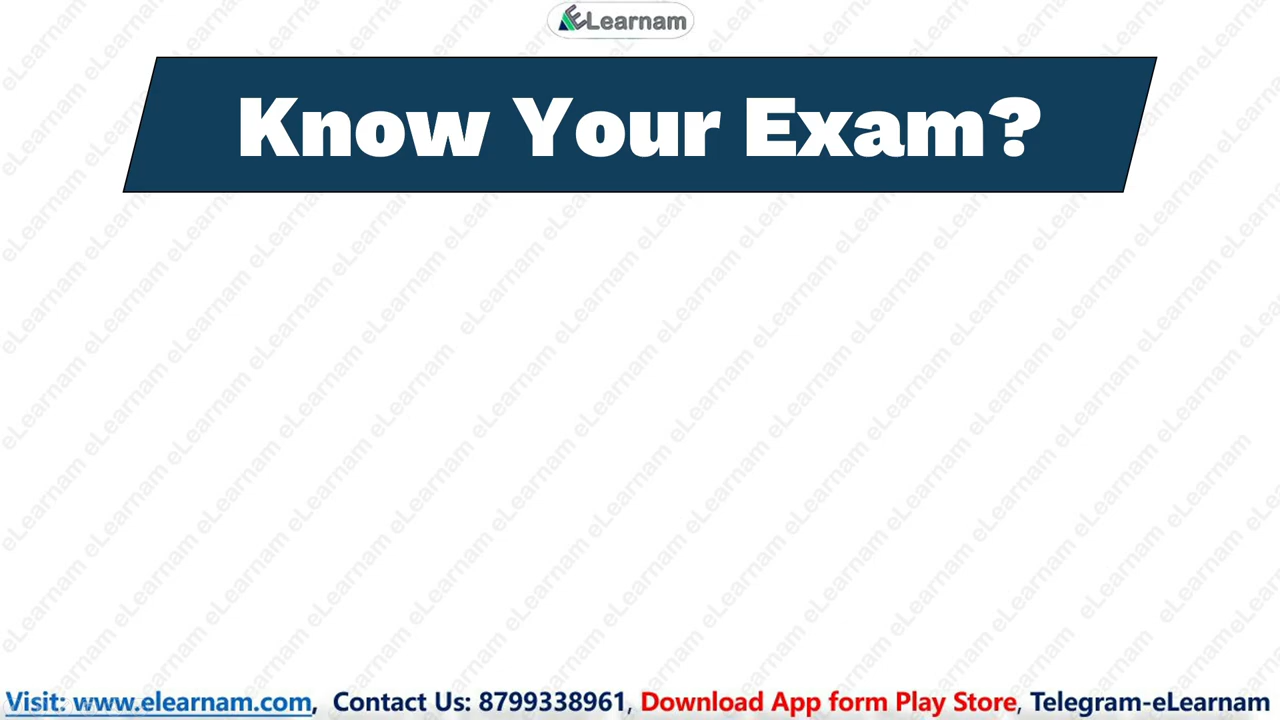 ELearnam
Know Your Exam?
Visit: www.elearnam.com, Contact Us: 8799338961, Download App form Play Store, Telegram-eLearnam